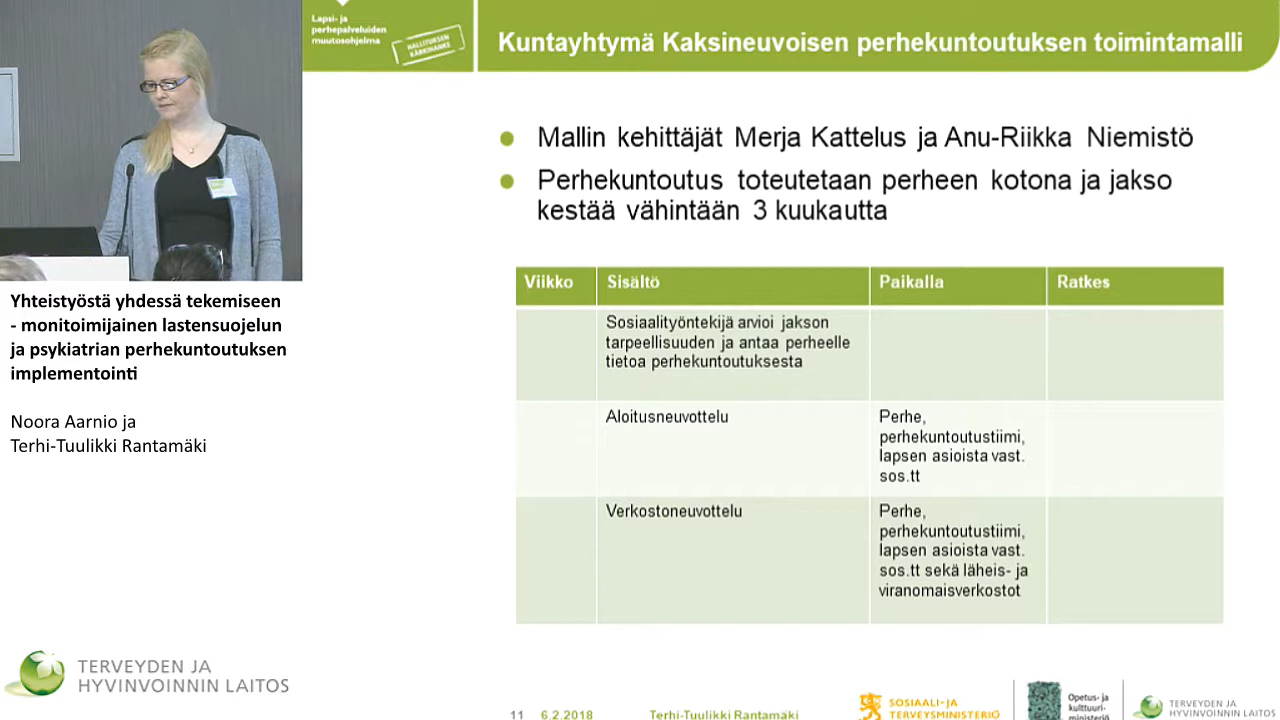 Lapsi- ja
perhepalveluiden
muutosohjelma
HALLITUKSEN
KÄRKIHANKE
Kuntayhtymä Kaksineuvoisen perhekuntoutuksen toimintamalli
Mallin kehittäjät Merja Kattelus ja Anu-Riikka Niemistö
Perhekuntoutus toteutetaan perheen kotona ja jakso
kestää vähintään 3 kuukautta
Viikko Sisältö Paikalla Ratkes
Sosiaalityöntekijä arvioi jakson
tarpeellisuuden ja antaa perheelle
tietoa perhekuntoutuksesta
Aloitusneuvottelu
Perhe,
perhekuntoutustiimi,
lapsen asioista vast.
sos.tt
Verkostoneuvottelu
Perhe,
perhekuntoutustiimi,
lapsen asioista vast.
sos.tt sekä läheis- ja
viranomaisverkostot
Yhteistyöstä yhdessä tekemiseen
- monitoimijainen lastensuojelun
ja psykiatrian perhekuntoutuksen
implementointi
Noora Aarnio ja
Terhi-Tuulikki Rantamäki
TERVEYDEN JA
HYVINVOINNIN LAITOS
11 6.2.2018 Terhi-Tuulikki Rantamäki
SOSIAALI- JA
TERVEYSMINISTERIÖ
Opetus- ja
kulttuuri-
ministeriö
TERVEYDEN JA
HYVINVOINNIN LAITOS